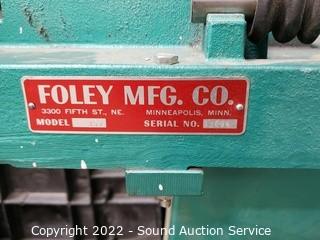 FOLEY MFG. CO.
3300 FIFTH ST., NE. MINNEAPOLIS, MINN.
MODEL SERIAL NO.
Copyright 2022 - Sound Auction Service